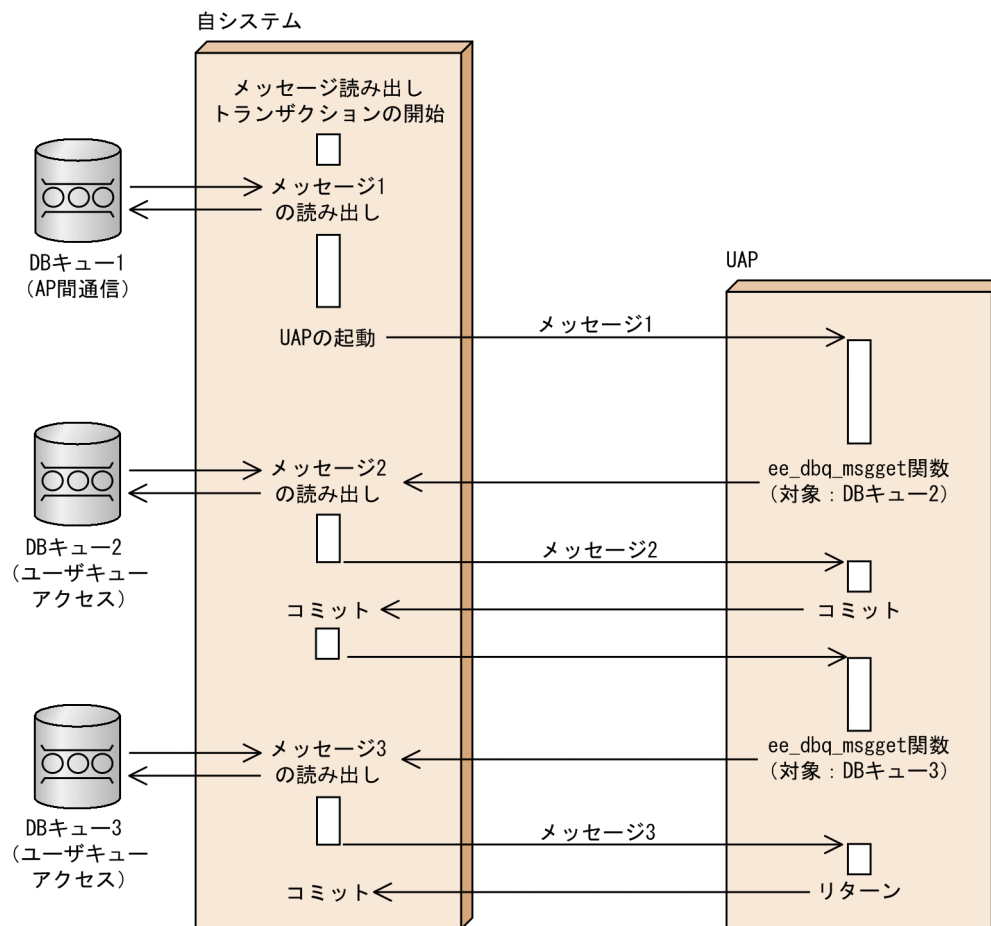 自システム
メッセージ読み出し
トランザクションの開始
メッセージ1
の読み出し
DBキュー1
(AP間通信)
UAP
UAPの起動
メッセージ1
メッセージ2
の読み出し
ee_dbq_msgget関数
(対象:DBキュー2)
DBキュー2
(ユーザキュー
アクセス)
メッセージ2
コミット
コミット
メッセージ3
の読み出し
ee_dbq_msgget関数
(対象:DBキュー3)
DBキュー3
(ユーザキュー
アクセス)
メッセージ3
コミット
リターン